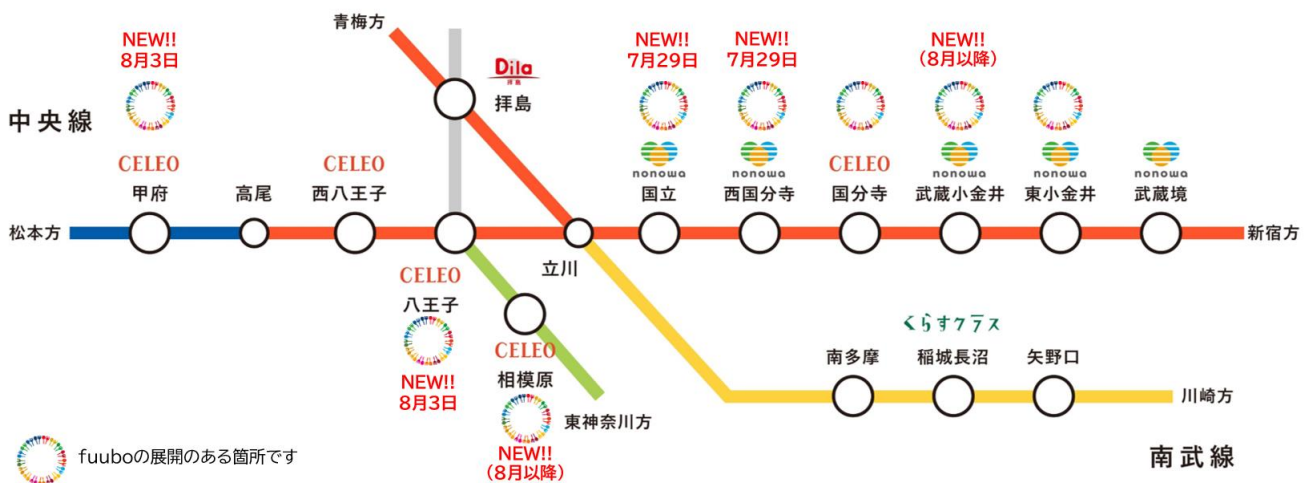 青梅方
NEW!!
8月3日
Dila
拝島
拝島
NEW!!
7月29日
NEW!!
7月29日
NEW!!
(8月以降)
中央線
CELEO
甲府
高尾
CELEO
西八王子
nonowa
国立
nonowa
西国分寺
CELEO
国分寺
nonowa
武蔵小金井
nonowa
東小金井
nonowa
武蔵境
松本方
新宿方
立川
CELEO
八王子
NEW!!
8月3日
CELEO
相模原
NEW!!
(8月以降)
東神奈川方
くらすクラス
南多摩
稲城長沼
矢野口
川崎方
南武線
fuuboの展開のある箇所です